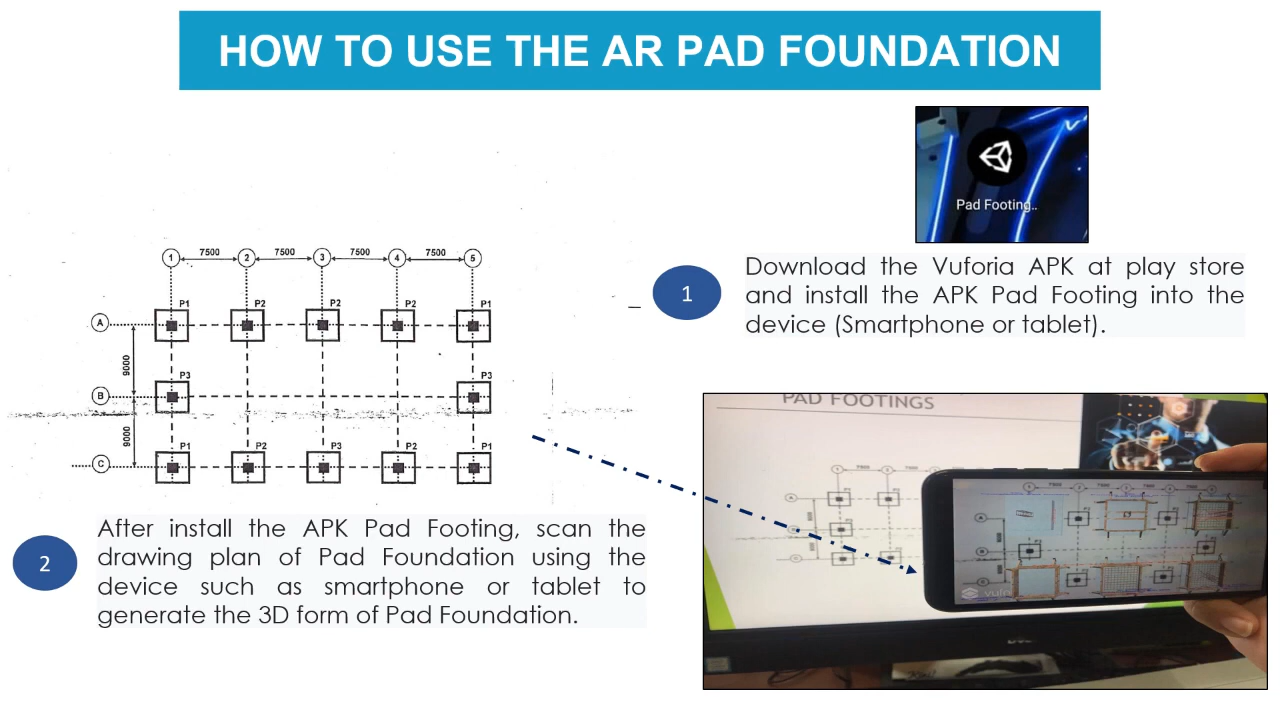 HOW TO USE THE AR PAD FOUNDATION
Pad Footing..
1
Download the Vuforia APK at play store
and install the APK Pad Footing into the
device (Smartphone or tablet).
1 7500 2 7500 3 7500 4 7500 5
P1 P2 P2 P2 P1
A
9000
P3 P3
B
9000
P1 P2 P3 P2 P1
C
2
After install the APK Pad Footing, scan the
drawing plan of Pad Foundation using the
device such as smartphone or tablet to
generate the 3D form of Pad Foundation.
PAD FOOTINGS